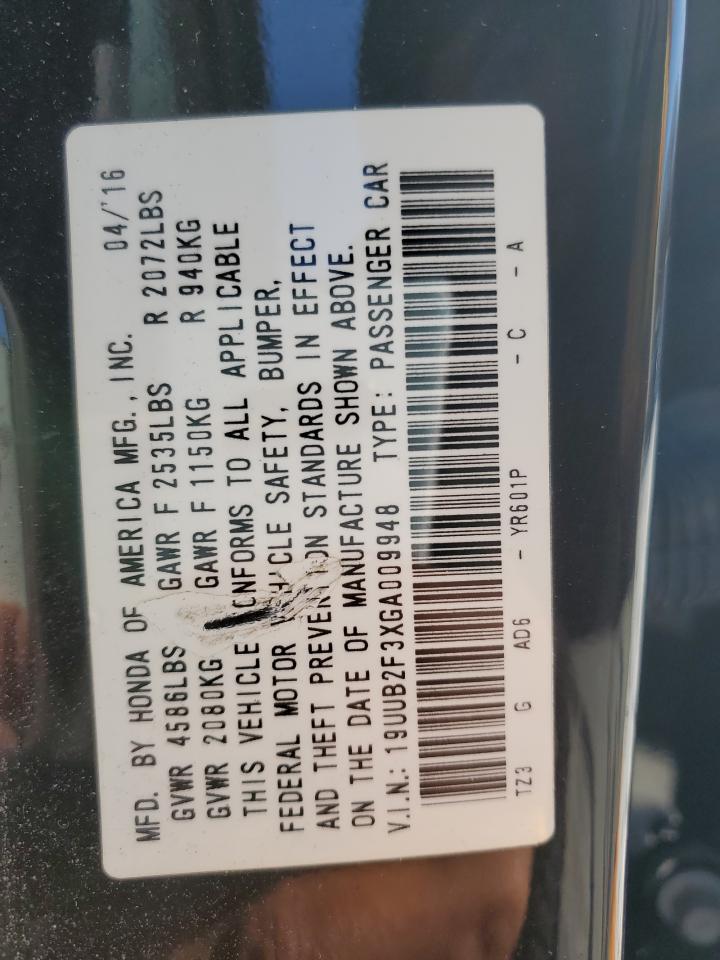 MFD. BY HONDA OF AMERICA MFG., INC. 04/'16
GVWR 4586LBS GAWR F 2535LBS R 2072LBS
GVWR 2080KG GAWR F 1150KG R 940KG
THIS VEHICLE CONFORMS TO ALL APPLICABLE
FEDERAL MOTOR VEHICLE SAFETY, BUMPER,
AND THEFT PREVENTION STANDARDS IN EFFECT
ON THE DATE OF MANUFACTURE SHOWN ABOVE.
V.I.N.: 19UUB2F3XGA009948 TYPE: PASSENGER CAR
TZ3 G AD6 - YR601P - C - A